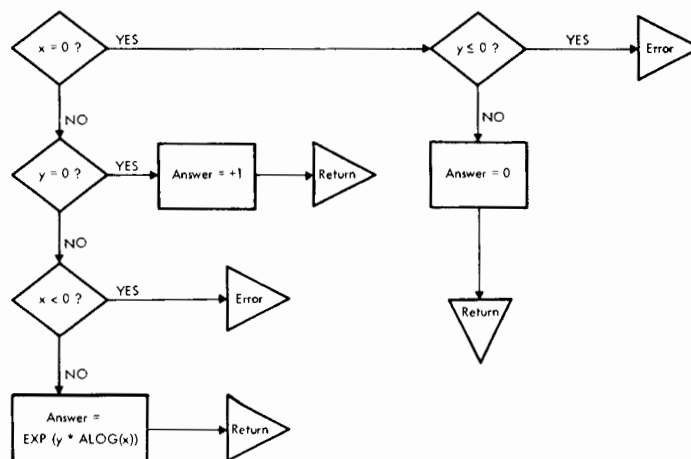 x = 0 ?
YES
y ≤ 0 ?
YES
Error
NO
NO
y = 0 ?
YES
Answer = +1
Return
Answer = 0
NO
x < 0 ?
YES
Error
Return
NO
Answer =
EXP (y * ALOG(x))
Return